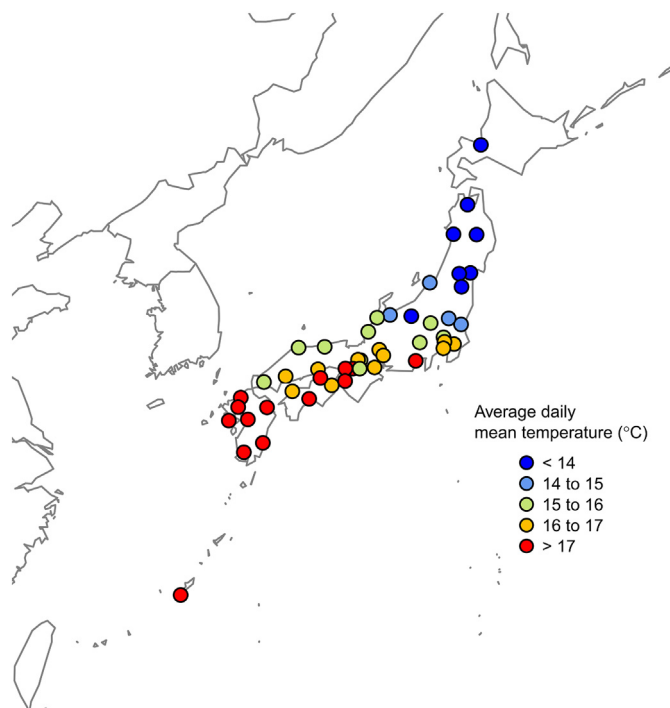 Average daily
mean temperature (°C)
< 14
14 to 15
15 to 16
16 to 17
> 17